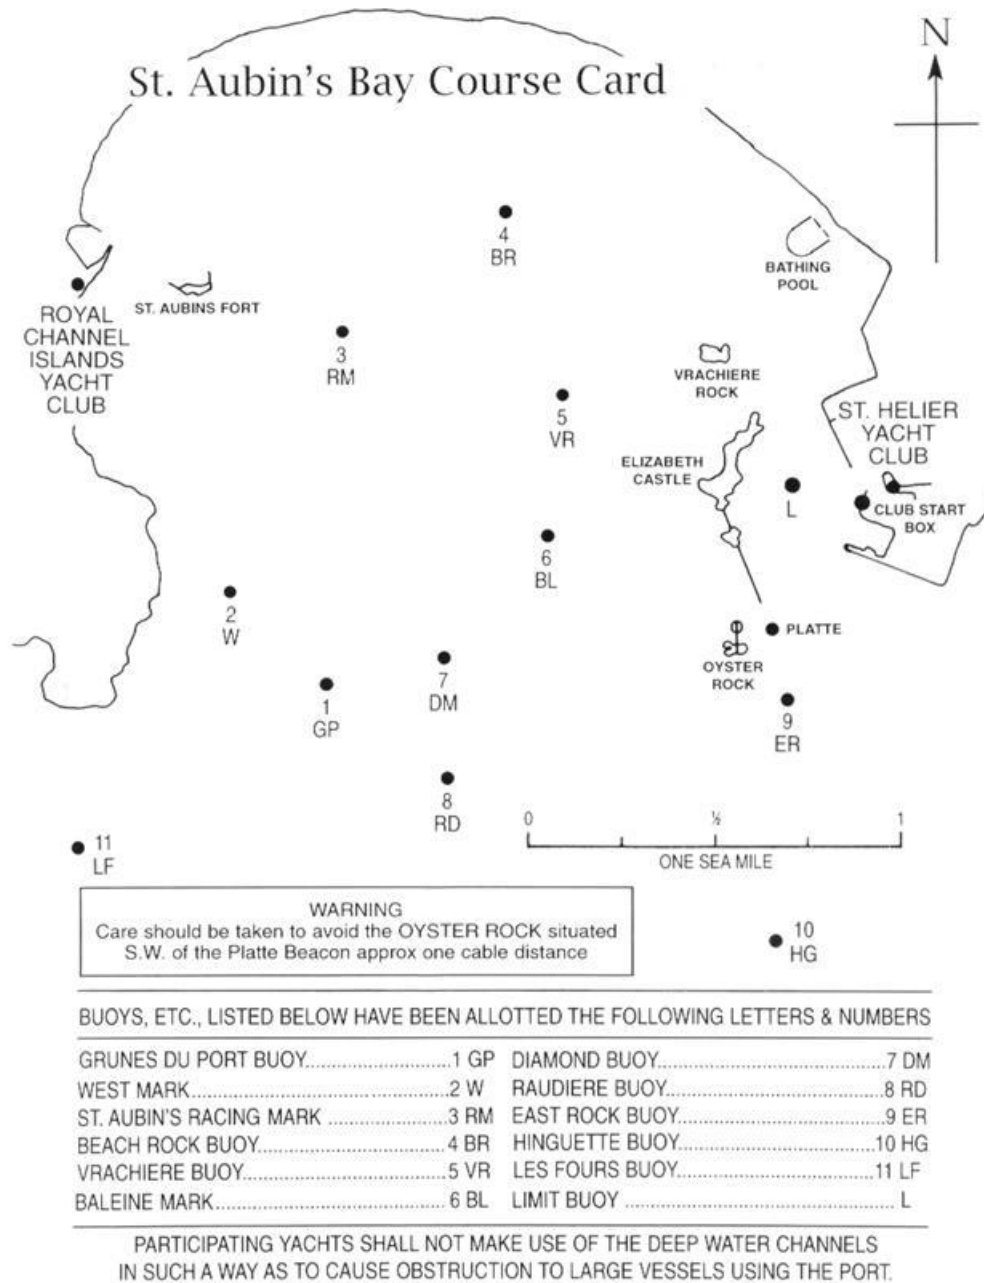 N
St. Aubin's Bay Course Card
4
BR
BATHING
POOL
ROYAL
CHANNEL
ISLANDS
YACHT
CLUB
ST. AUBINS FORT
3
RM
VRACHIERE
ROCK
5
VR
ST. HELIER
YACHT
CLUB
ELIZABETH
CASTLE
L
CLUB START
BOX
6
BL
2
W
PLATTE
OYSTER
ROCK
7
DM
1
GP
9
ER
8
RD
0 ½ 1
ONE SEA MILE
11
LF
WARNING
Care should be taken to avoid the OYSTER ROCK situated
S.W. of the Platte Beacon approx one cable distance
10
HG
BUOYS, ETC., LISTED BELOW HAVE BEEN ALLOTTED THE FOLLOWING LETTERS & NUMBERS
GRUNES DU PORT BUOY 1 GP DIAMOND BUOY 7 DM
WEST MARK 2 W RAUDIERE BUOY 8 RD
ST. AUBIN'S RACING MARK 3 RM EAST ROCK BUOY 9 ER
BEACH ROCK BUOY 4 BR HINGUETTE BUOY 10 HG
VRACHIERE BUOY 5 VR LES FOURS BUOY 11 LF
BALEINE MARK 6 BL LIMIT BUOY L
PARTICIPATING YACHTS SHALL NOT MAKE USE OF THE DEEP WATER CHANNELS
IN SUCH A WAY AS TO CAUSE OBSTRUCTION TO LARGE VESSELS USING THE PORT.